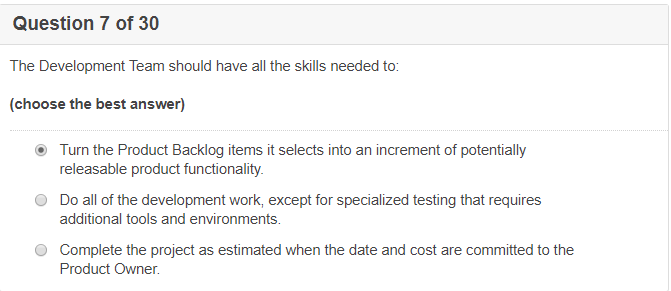 Question 7 of 30
The Development Team should have all the skills needed to:
(choose the best answer)
Turn the Product Backlog items it selects into an increment of potentially
releasable product functionality.
Do all of the development work, except for specialized testing that requires
additional tools and environments.
Complete the project as estimated when the date and cost are committed to the
Product Owner.